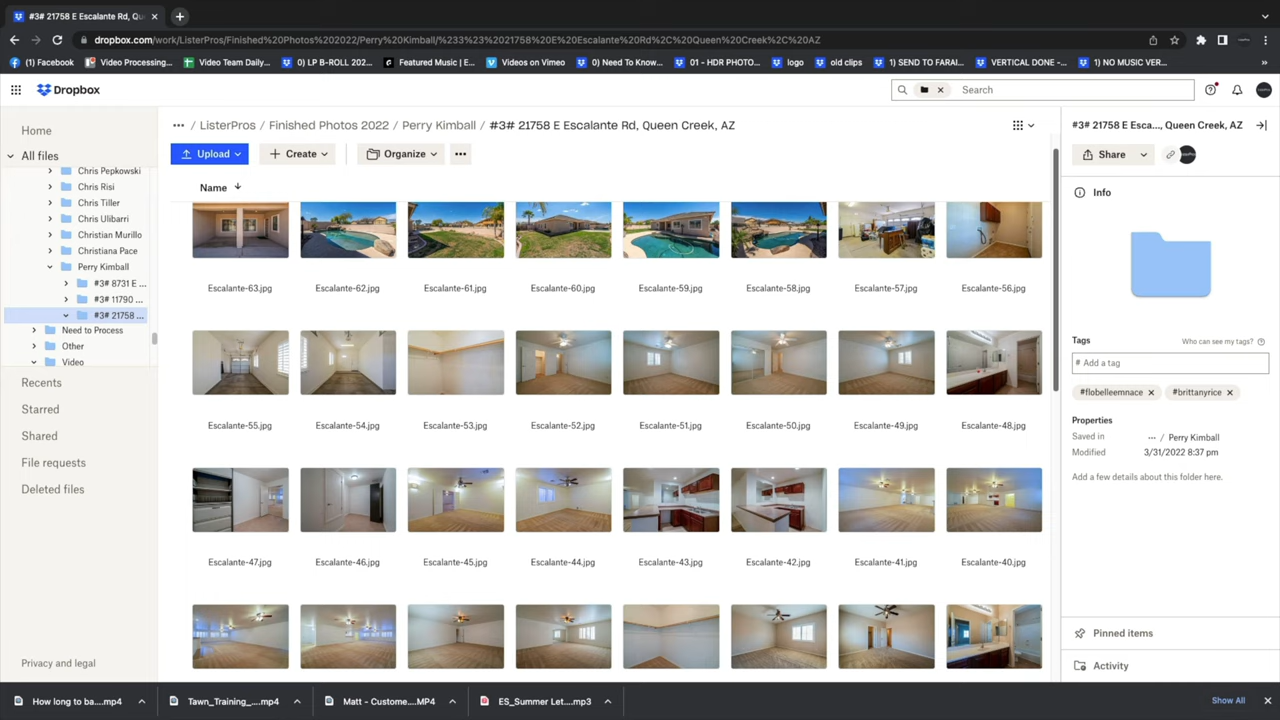 #3# 21758 E Escalante Rd, Qu
dropbox.com/work/ListerPros/Finished%20Photos%202022/Perry%20Kimball/%233%23%2021758%20E%20Escalante%20Rd%2C%20Queen%20Creek%2C%20AZ
(1) Facebook Video Processing... Video Team Daily... 0) LP B-ROLL 202... Featured Music | E... Videos on Vimeo 0) Need To Know... 01 - HDR PHOTO... logo old clips 1) SEND TO FARAI... VERTICAL DONE -... 1) NO MUSIC VER... »
Dropbox
Search
Home
All files
Chris Pepkowski
Chris Risi
Chris Tiller
Chris Ulibarri
Christian Murillo
Christiana Pace
Perry Kimball
#3# 8731 E ...
#3# 11790 ...
#3# 21758 ...
Need to Process
Other
Video
Recents
Starred
Shared
File requests
Deleted files
Privacy and legal
... / ListerPros / Finished Photos 2022 / Perry Kimball / #3# 21758 E Escalante Rd, Queen Creek, AZ
Upload Create Organize ...
Name
Escalante-63.jpg Escalante-62.jpg Escalante-61.jpg Escalante-60.jpg Escalante-59.jpg Escalante-58.jpg Escalante-57.jpg Escalante-56.jpg
Escalante-55.jpg Escalante-54.jpg Escalante-53.jpg Escalante-52.jpg Escalante-51.jpg Escalante-50.jpg Escalante-49.jpg Escalante-48.jpg
Escalante-47.jpg Escalante-46.jpg Escalante-45.jpg Escalante-44.jpg Escalante-43.jpg Escalante-42.jpg Escalante-41.jpg Escalante-40.jpg
#3# 21758 E Esca..., Queen Creek, AZ
Share
Info
Tags Who can see my tags?
# Add a tag
#flobelleemnace #brittanyrice
Properties
Saved in ... / Perry Kimball
Modified 3/31/2022 8:37 pm
Add a few details about this folder here.
Pinned items
Activity
How long to ba....mp4 Tawn_Training_....mp4 Matt - Custome....MP4 ES_Summer Let....mp3 Show All